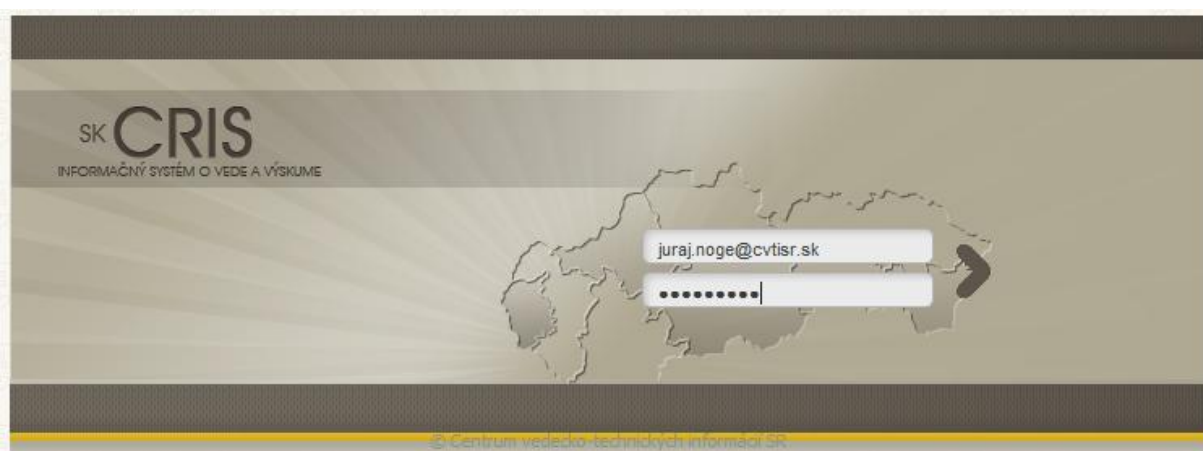 SK CRIS
INFORMAČNÝ SYSTÉM O VEDE A VÝSKUME
juraj.noge@cvtisr.sk
•••••••••
© Centrum vedecko-technických informácií SR